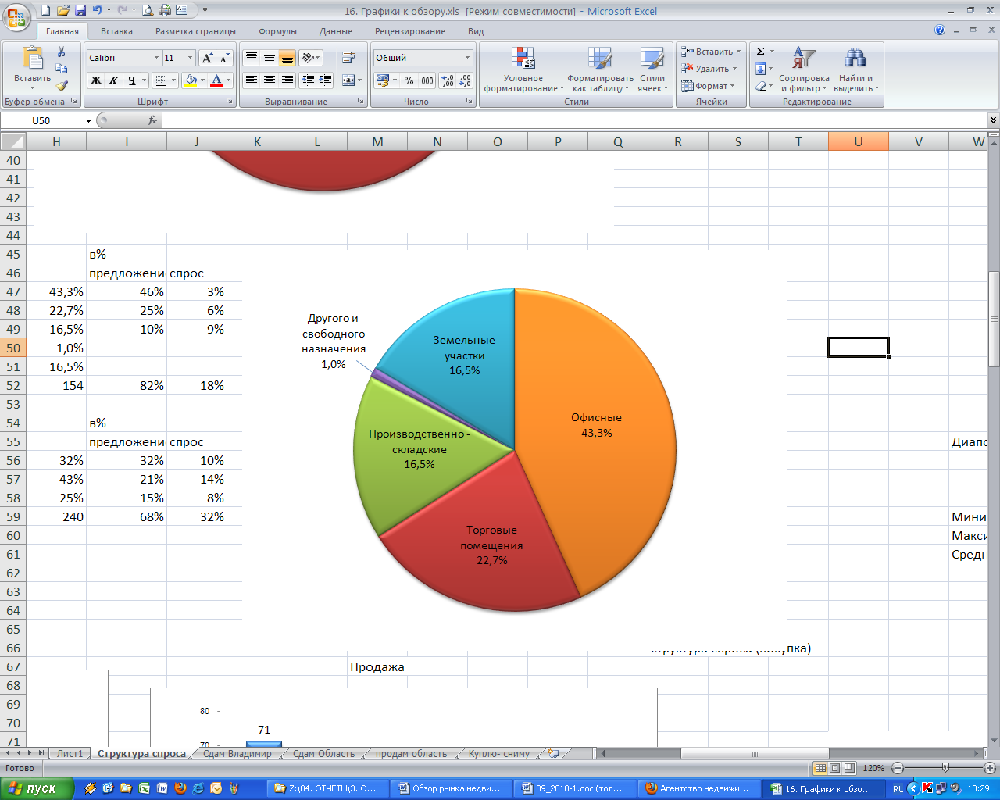 16. Графики к обзору.xls [Режим совместимости] - Microsoft Excel
Главная Вставка Разметка страницы Формулы Данные Рецензирование Вид
Вставить
Буфер обмена
Calibri 11
Ж К Ч
Шрифт
Выравнивание
Общий
% 000
Число
Условное форматирование
Форматировать как таблицу
Стили ячеек
Стили
Вставить
Удалить
Формат
Ячейки
Сортировка и фильтр
Найти и выделить
Редактирование
U50
fx
H I J K L M N O P Q R S T U V W
40
41
42
43
44
45 в%
46 предложение спрос
47 43,3% 46% 3%
48 22,7% 25% 6%
49 16,5% 10% 9%
50 1,0%
51 16,5%
52 154 82% 18%
53
54 в%
55 предложение спрос
56 32% 32% 10%
57 43% 21% 14%
58 25% 15% 8%
59 240 68% 32%
60
61
62
63
64
65
66
67
68
69
70
71
Другого и
свободного
назначения
1,0%
Земельные
участки
16,5%
Офисные
43,3%
Производственно -
складские
16,5%
Торговые
помещения
22,7%
Диапо
Мини
Макси
Средн
структура спроса (покупка)
Продажа
80
71
70
Лист1 Структура спроса Сдам Владимир Сдам Область продам область Куплю- сниму
Готово
120%
пуск
Z:\04. ОТЧЕТЫ\3. О...
Обзор рынка недви...
09_2010-1.doc (тол...
Агентство недвижи...
16. Графики к обзо...
RL
10:29